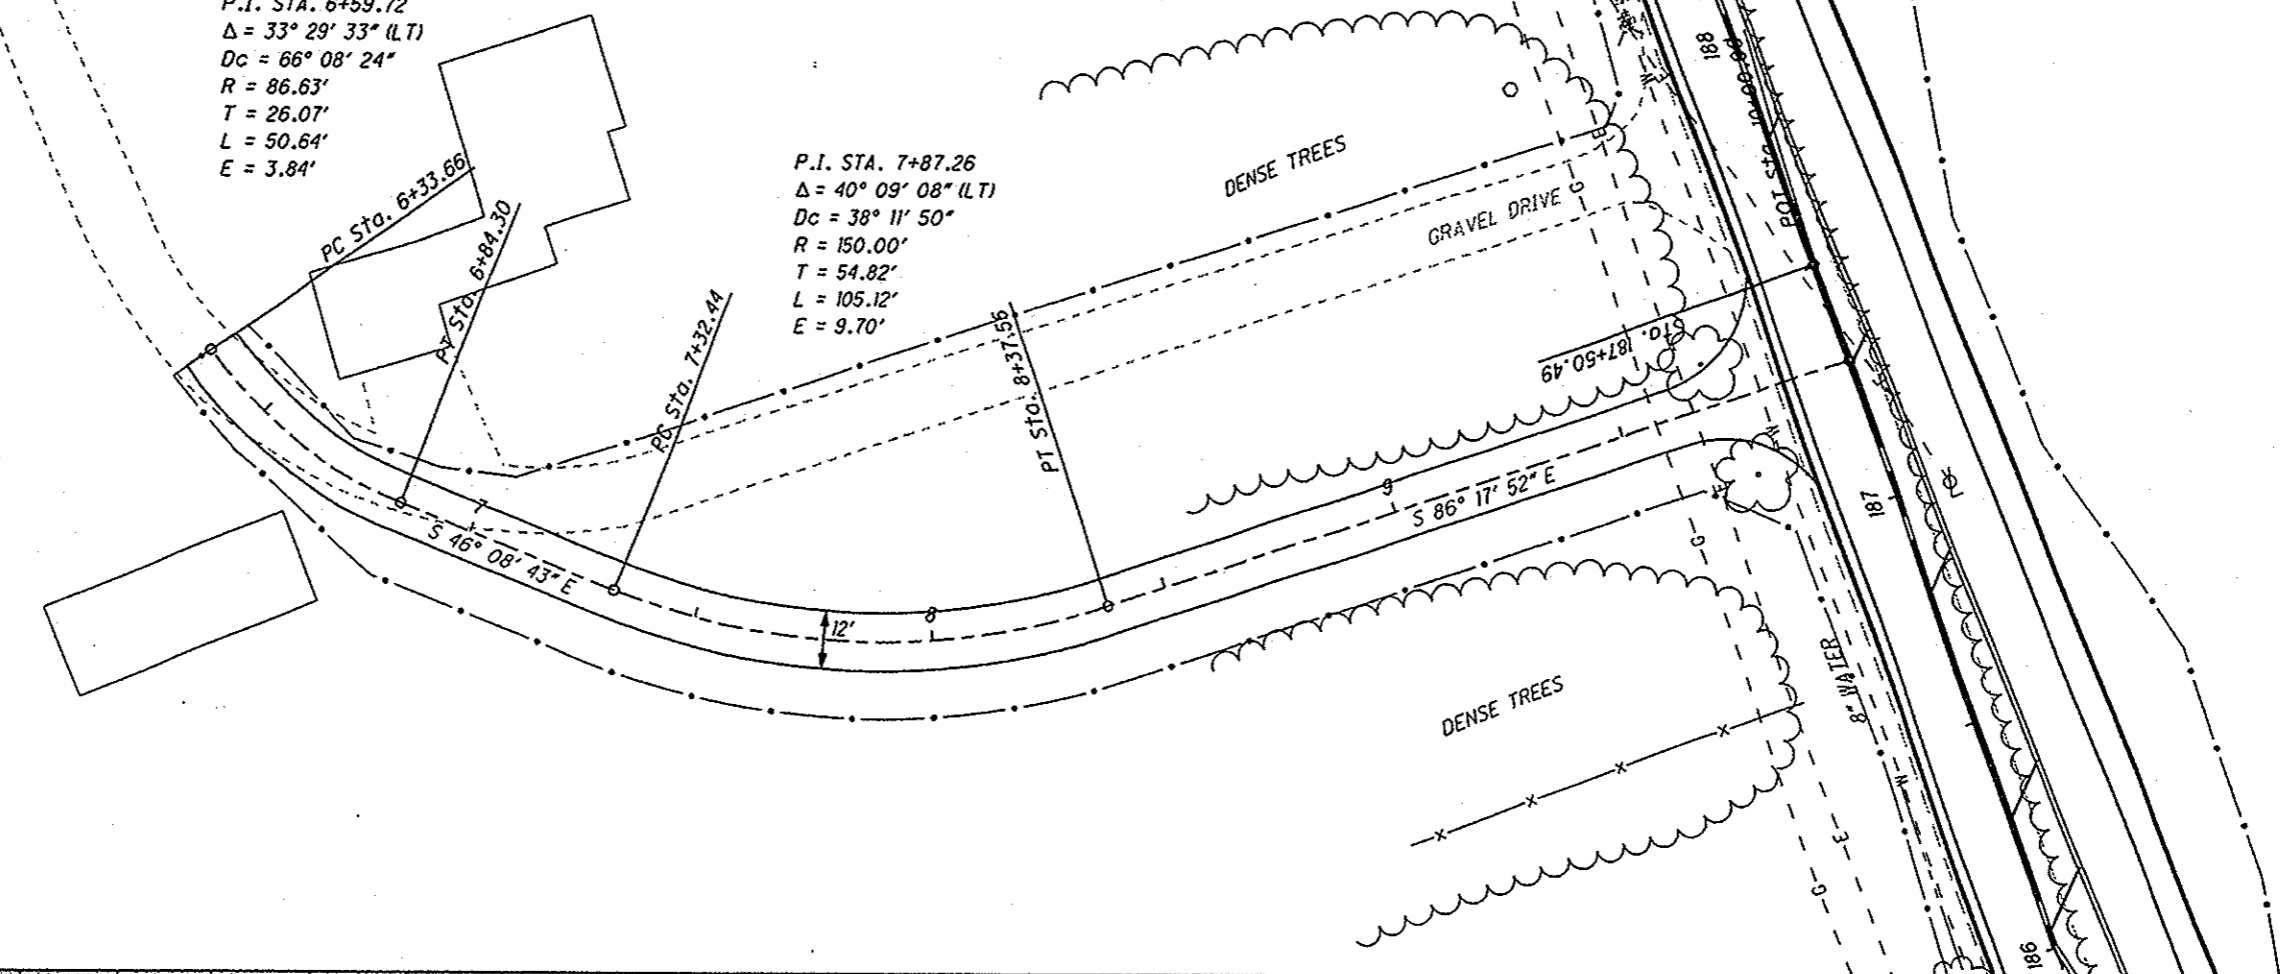 P.I. STA. 6+59.72
Δ = 33° 29' 33" (LT)
Dc = 66° 08' 24"
R = 86.63'
T = 26.07'
L = 50.64'
E = 3.84'
PC Sta. 6+33.66
PT Sta. 6+84.30
PC Sta. 7+32.44
P.I. STA. 7+87.26
Δ = 40° 09' 08" (LT)
Dc = 38° 11' 50"
R = 150.00'
T = 54.82'
L = 105.12'
E = 9.70'
PT Sta. 8+37.56
DENSE TREES
GRAVEL DRIVE
188
POT Sta.
Sta. 187+50.49
7
S 46° 08' 43" E
12'
8
9
S 86° 17' 52" E
187
DENSE TREES
8" WATER
186
G
G
G
E
E
E
W
W
W
x
x
x
x